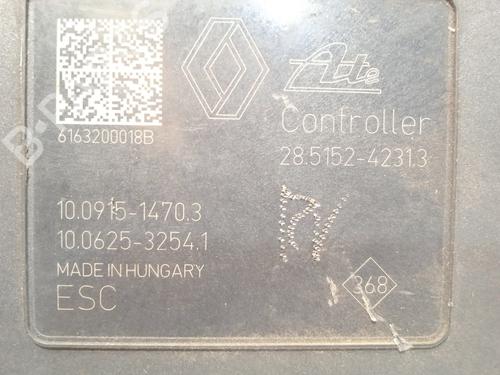 Ate
6163200018B
Controller
28.5152-4231.3
10.0915-1470.3
10.0625-3254.1
MADE IN HUNGARY
ESC
368